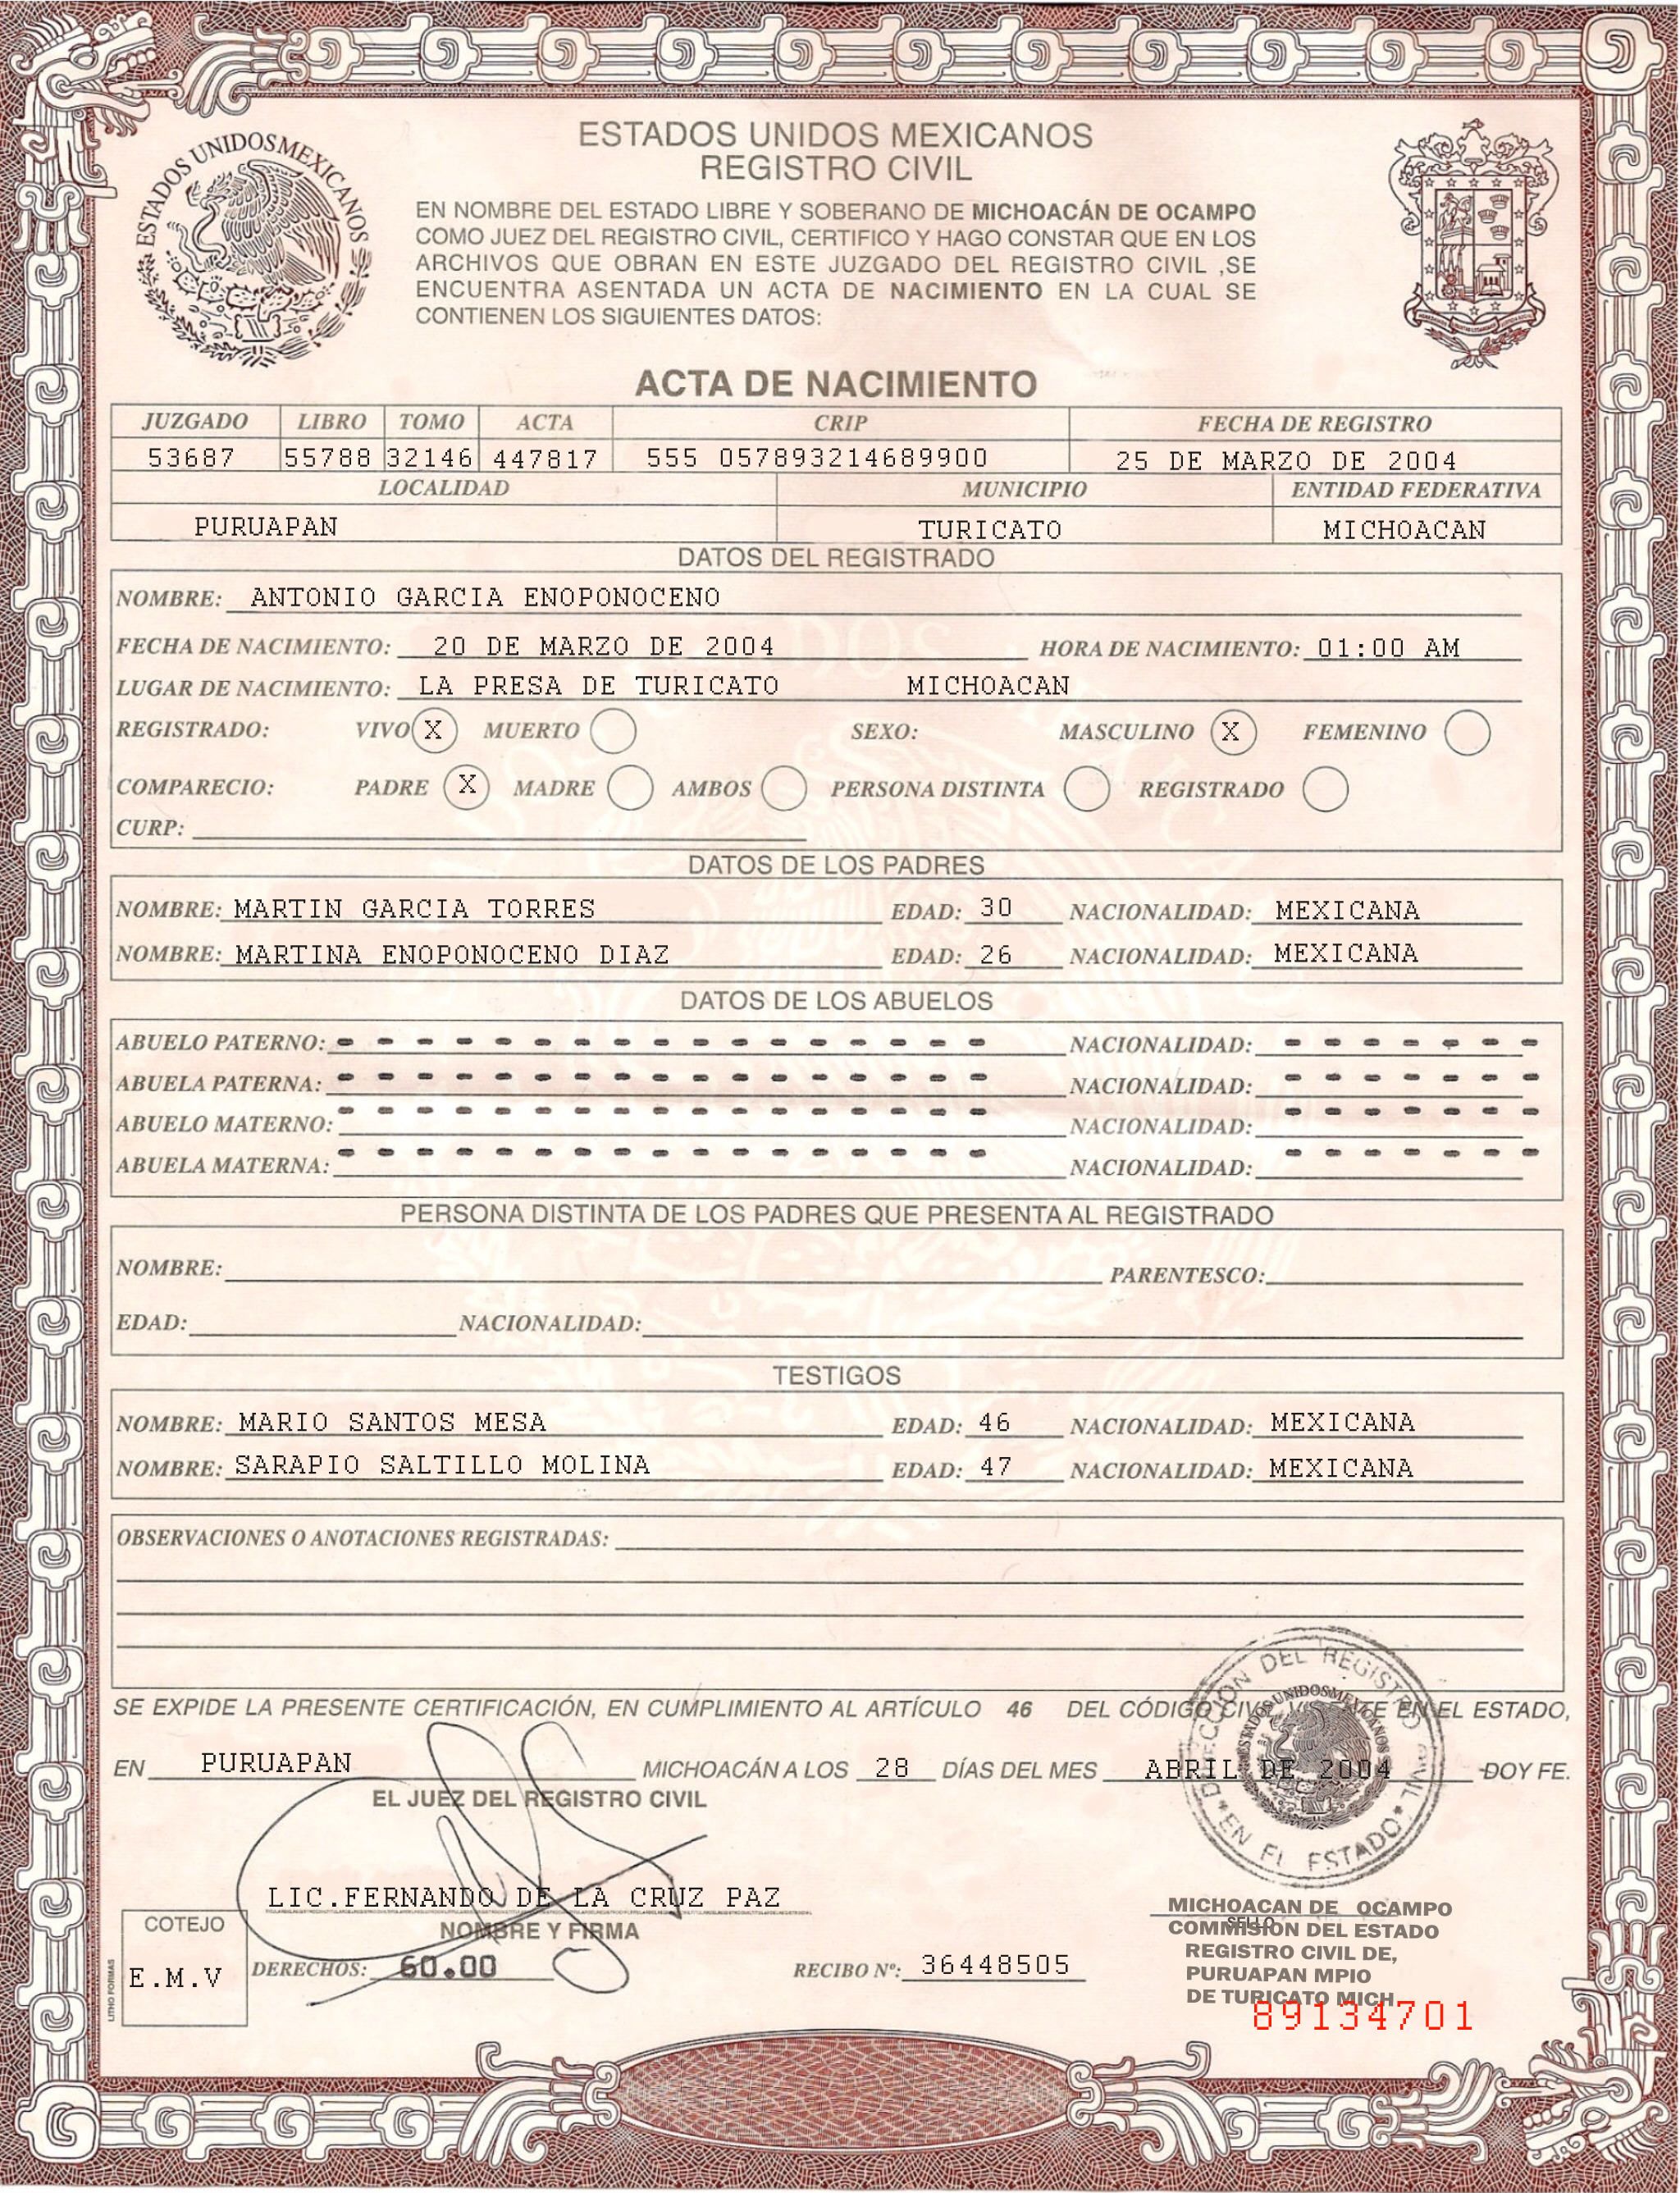 ESTADOS UNIDOS MEXICANOS
ESTADOS UNIDOS MEXICANOS
REGISTRO CIVIL
EN NOMBRE DEL ESTADO LIBRE Y SOBERANO DE MICHOACÁN DE OCAMPO
COMO JUEZ DEL REGISTRO CIVIL, CERTIFICO Y HAGO CONSTAR QUE EN LOS
ARCHIVOS QUE OBRAN EN ESTE JUZGADO DEL REGISTRO CIVIL ,SE
ENCUENTRA ASENTADA UN ACTA DE NACIMIENTO EN LA CUAL SE
CONTIENEN LOS SIGUIENTES DATOS:
ACTA DE NACIMIENTO
JUZGADO LIBRO TOMO ACTA CRIP FECHA DE REGISTRO
53687 55788 32146 447817 555 057893214689900 25 DE MARZO DE 2004
LOCALIDAD MUNICIPIO ENTIDAD FEDERATIVA
PURUAPAN TURICATO MICHOACAN
DATOS DEL REGISTRADO
NOMBRE: ANTONIO GARCIA ENOPONOCENO
FECHA DE NACIMIENTO: 20 DE MARZO DE 2004 HORA DE NACIMIENTO: 01:00 AM
LUGAR DE NACIMIENTO: LA PRESA DE TURICATO MICHOACAN
REGISTRADO: VIVO X MUERTO SEXO: MASCULINO X FEMENINO
COMPARECIO: PADRE X MADRE AMBOS PERSONA DISTINTA REGISTRADO
CURP:
DATOS DE LOS PADRES
NOMBRE: MARTIN GARCIA TORRES EDAD: 30 NACIONALIDAD: MEXICANA
NOMBRE: MARTINA ENOPONOCENO DIAZ EDAD: 26 NACIONALIDAD: MEXICANA
DATOS DE LOS ABUELOS
ABUELO PATERNO: - - - - - - - - - - - - - - - - - NACIONALIDAD: - - - - - - -
ABUELA PATERNA: - - - - - - - - - - - - - - - - - NACIONALIDAD: - - - - - - -
ABUELO MATERNO: - - - - - - - - - - - - - - - - - NACIONALIDAD: - - - - - - -
ABUELA MATERNA: - - - - - - - - - - - - - - - - - NACIONALIDAD: - - - - - - -
PERSONA DISTINTA DE LOS PADRES QUE PRESENTA AL REGISTRADO
NOMBRE: PARENTESCO:
EDAD: NACIONALIDAD:
TESTIGOS
NOMBRE: MARIO SANTOS MESA EDAD: 46 NACIONALIDAD: MEXICANA
NOMBRE: SARAPIO SALTILLO MOLINA EDAD: 47 NACIONALIDAD: MEXICANA
OBSERVACIONES O ANOTACIONES REGISTRADAS:
SE EXPIDE LA PRESENTE CERTIFICACIÓN, EN CUMPLIMIENTO AL ARTÍCULO 46 DEL CÓDIGO EN EL ESTADO,
EN PURUAPAN MICHOACÁN A LOS 28 DÍAS DEL MES ABRIL DE 2004 DOY FE.
DEL REGISTRO CIVIL
* EN EL ESTADO *
ESTADOS UNIDOS MEXICANOS
EL JUEZ DEL REGISTRO CIVIL
LIC.FERNANDO DE LA CRUZ PAZ
NOMBRE Y FIRMA
COTEJO
E.M.V
LITHO FORMAS
DERECHOS: 60.00
RECIBO Nº: 36448505
SELLO
MICHOACAN DE OCAMPO
COMMISION DEL ESTADO
REGISTRO CIVIL DE,
PURUAPAN MPIO
DE TURICATO MICH
89134701